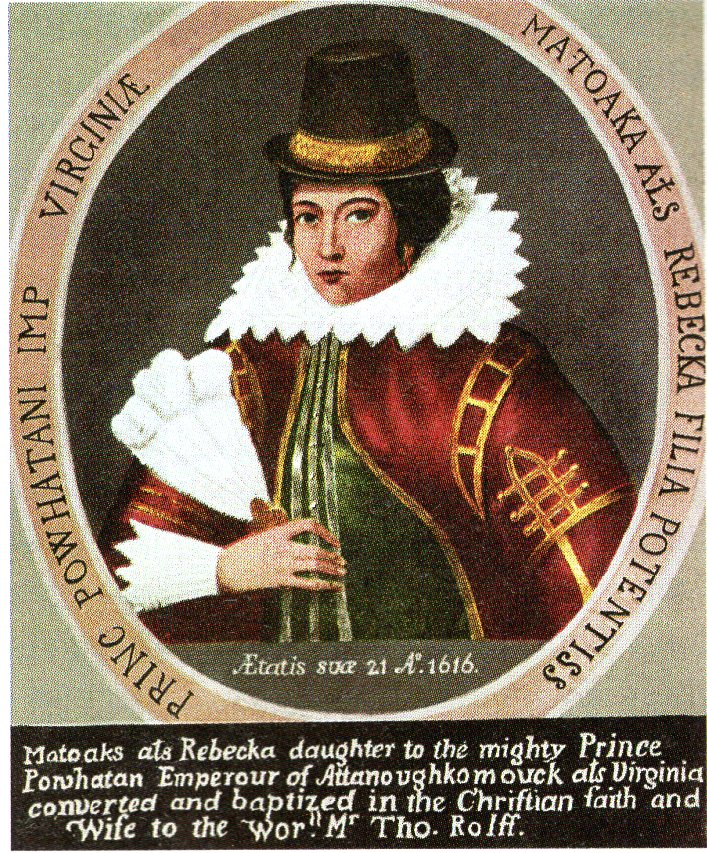 MATOAKA ALS REBECKA FILIA POTENTISS
PRINC POWHATANI IMP VIRGINIÆ
Ætatis suæ 21 Aº. 1616.
Matoaks als Rebecka daughter to the mighty Prince
Powhatan Emperour of Attanoughkomouck als Virginia
converted and baptized in the Chriſtian faith and
Wife to the Wor.ll Mr Tho. Rolff.